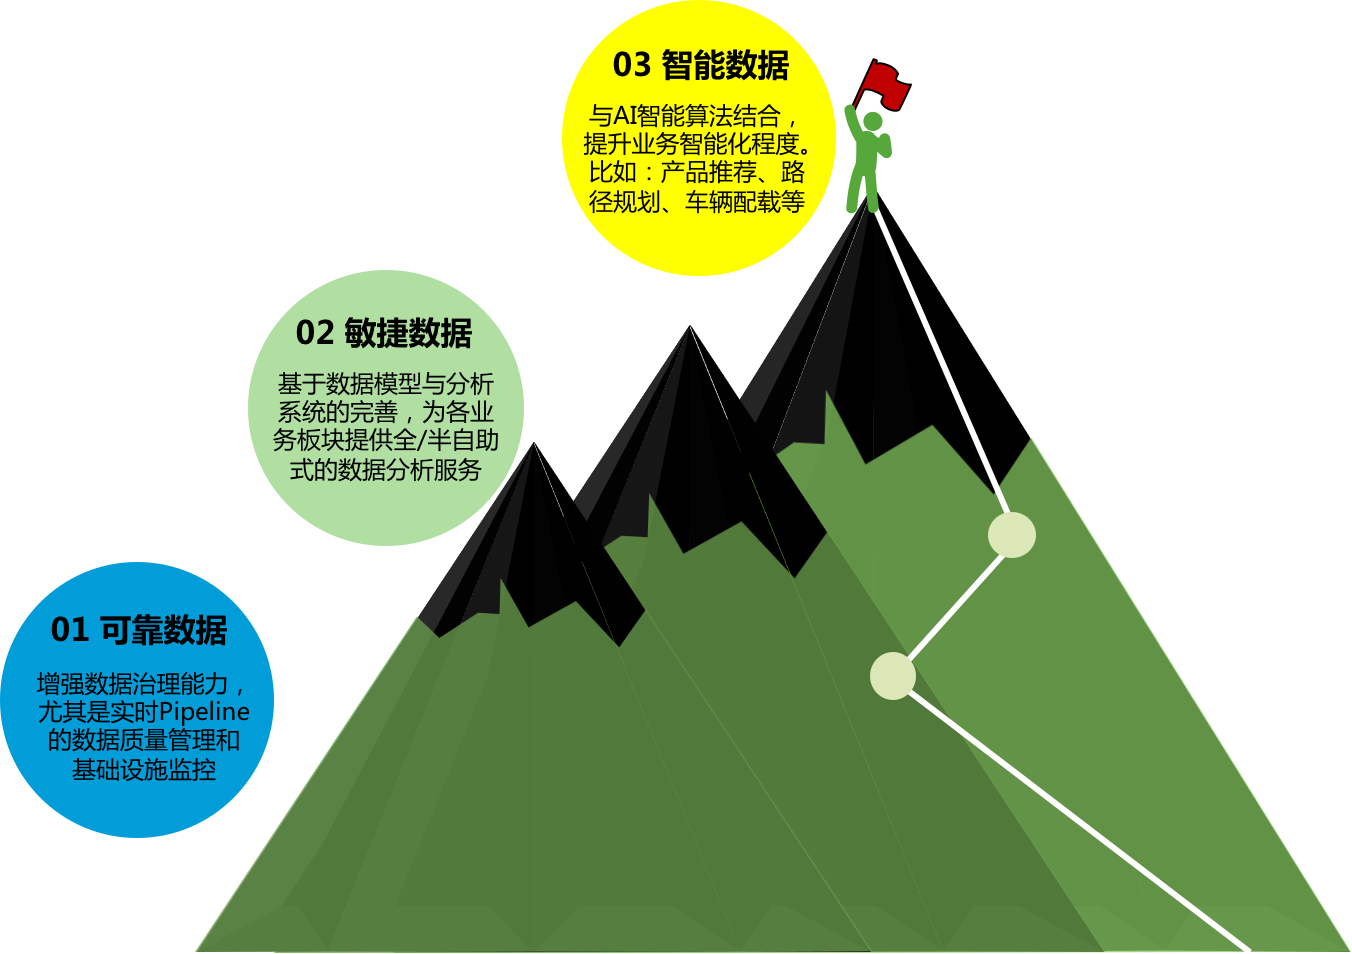 03 智能数据
与AI智能算法结合，
提升业务智能化程度。
比如：产品推荐、路
径规划、车辆配载等
02 敏捷数据
基于数据模型与分析
系统的完善，为各业
务板块提供全/半自助
式的数据分析服务
01 可靠数据
增强数据治理能力，
尤其是实时Pipeline
的数据质量管理和
基础设施监控